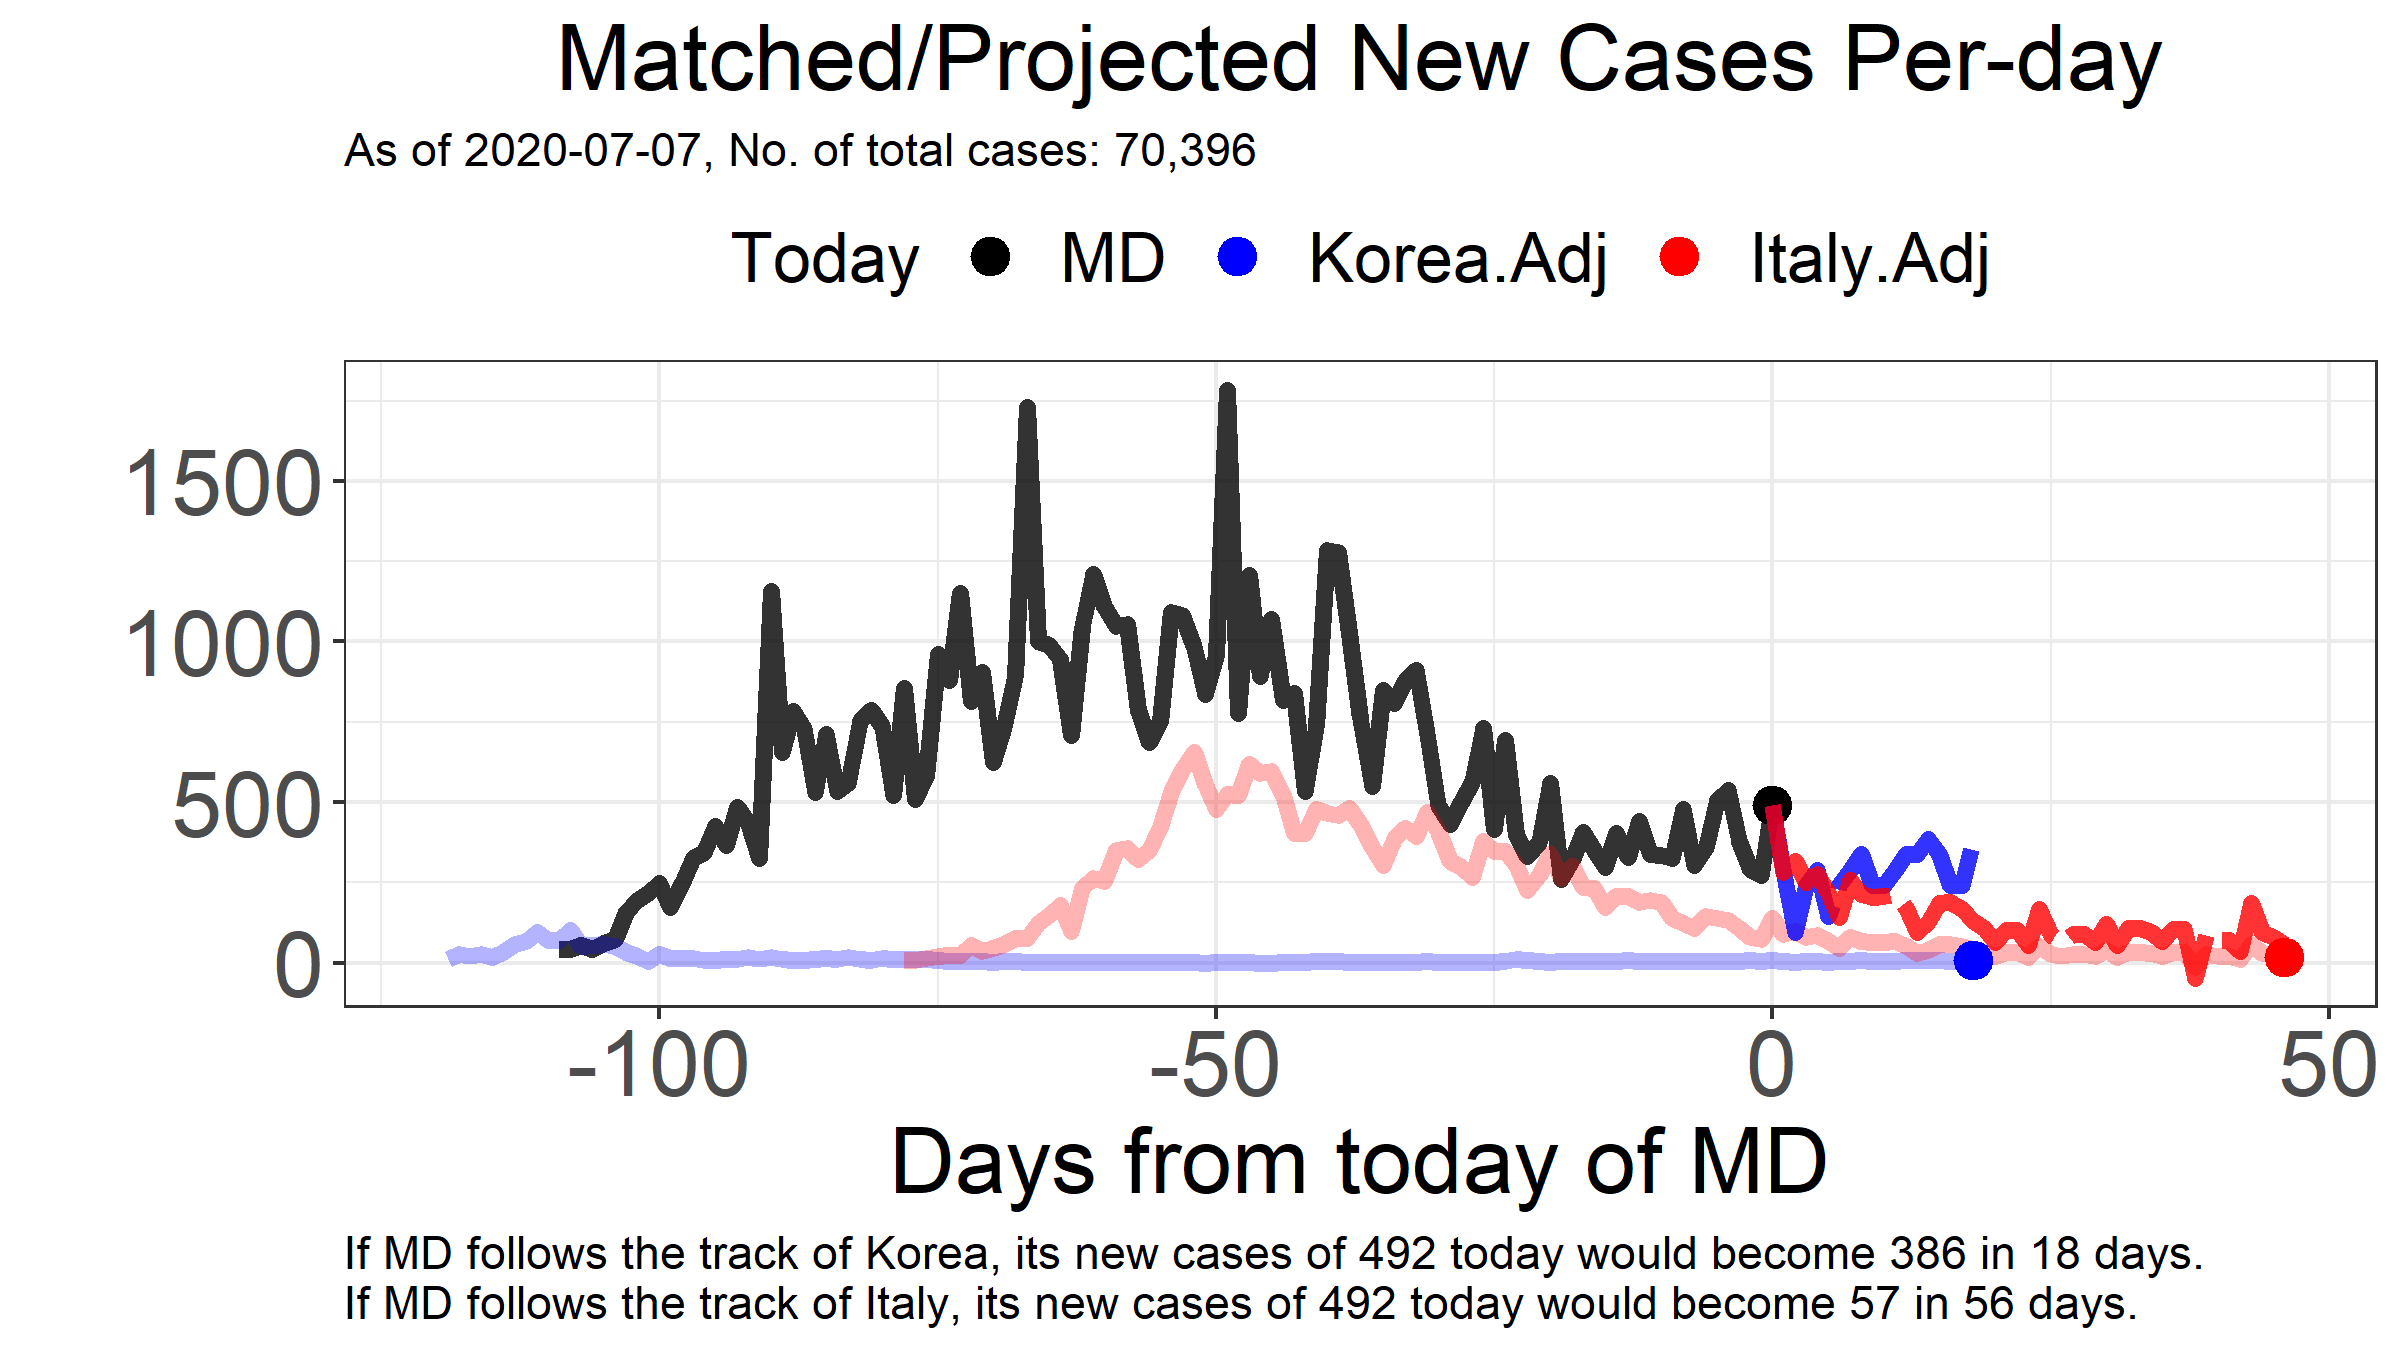 Matched/Projected New Cases Per-day
As of 2020-07-07, No. of total cases: 70,396
Today MD Korea.Adj Italy.Adj
1500
1000
500
0
-100 -50 0 50
Days from today of MD
If MD follows the track of Korea, its new cases of 492 today would become 386 in 18 days.
If MD follows the track of Italy, its new cases of 492 today would become 57 in 56 days.